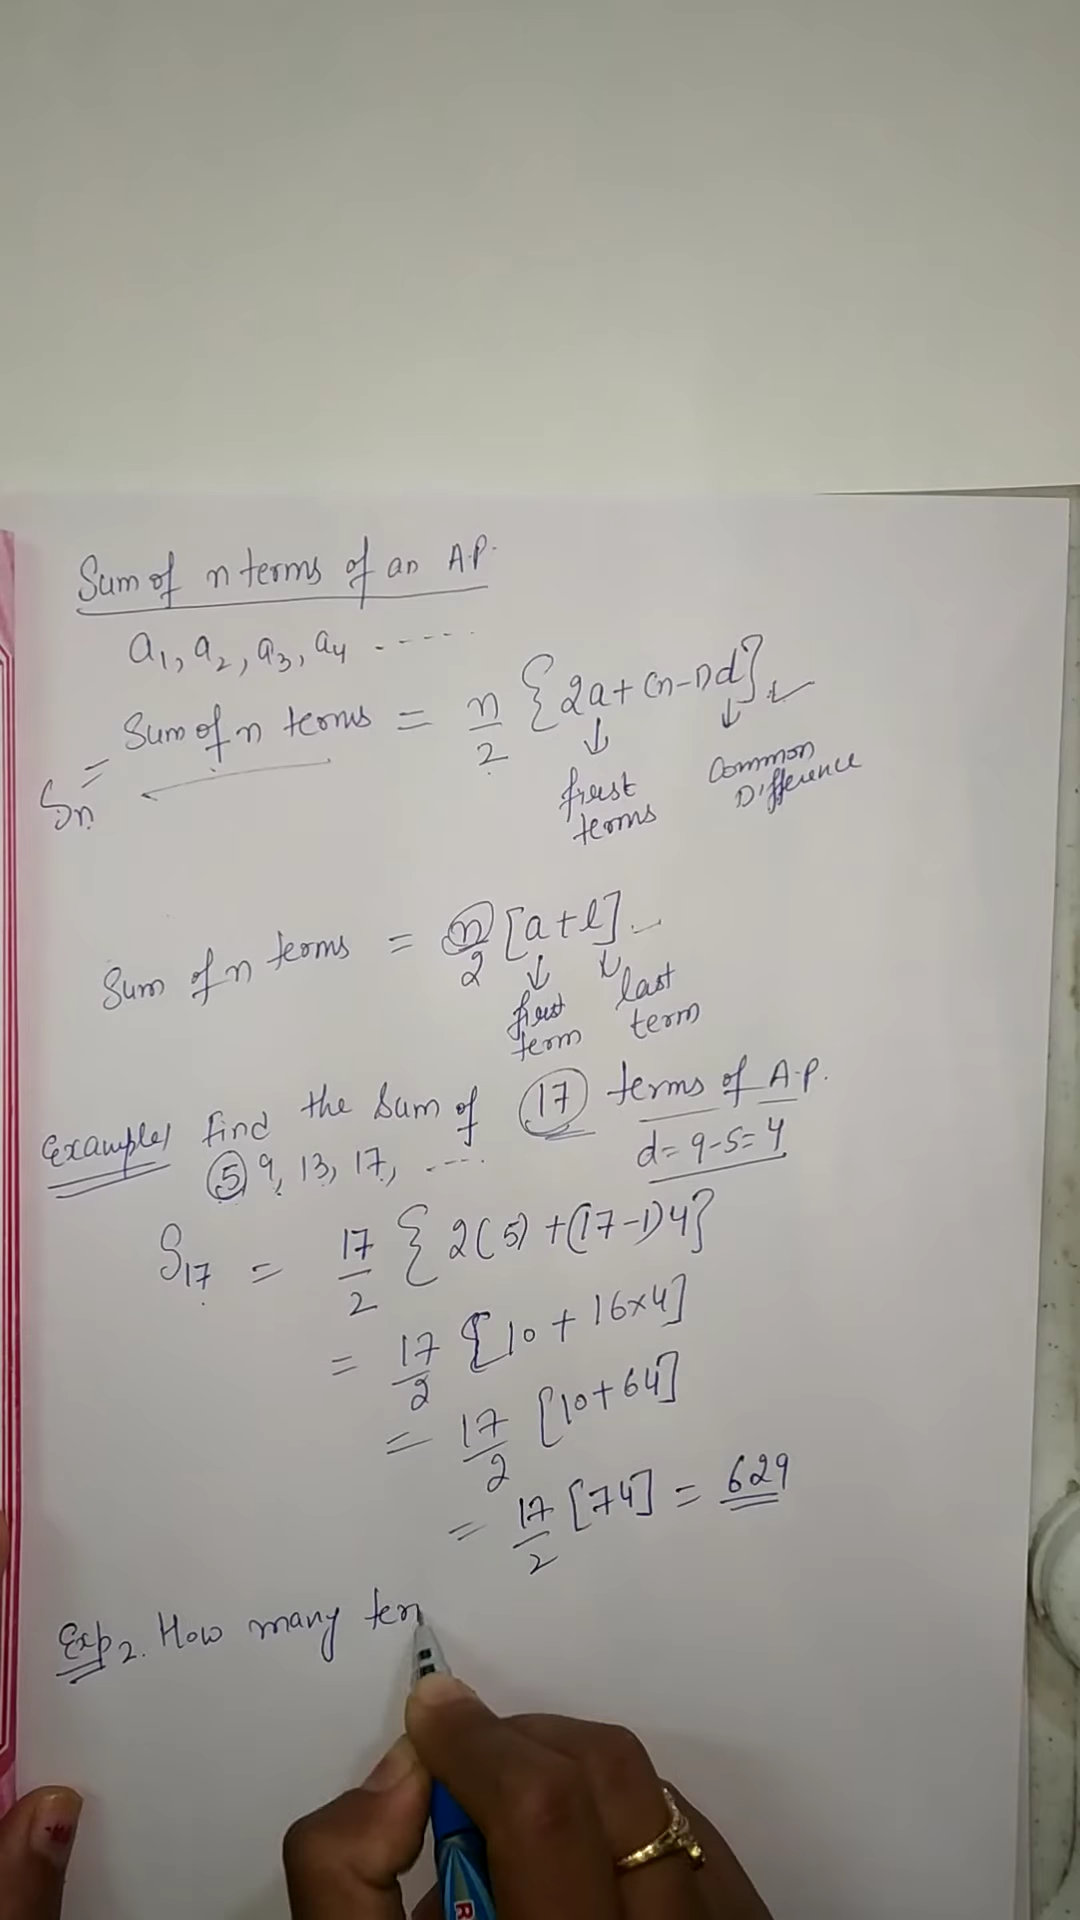 Sum of n terms of an A.P.
a1, a2, a3, a4 ------
Sum of n terms = n/2 {2a+(n-1)d}
Sn =
first terms
Common Difference
Sum of n terms = n/2 [a+l]
first term
last term
Example, find the sum of 17 terms of A.P.
5, 9, 13, 17, ----
d= 9-5=4
S17 = 17/2 { 2(5) +(17-1)4}
= 17/2 [10 + 16×4]
= 17/2 [10+64]
= 17/2 [74] = 629
Exp 2. How many ter
R